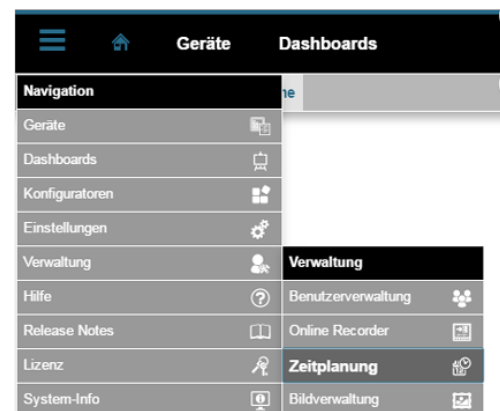 Geräte Dashboards
Navigation
ne
Geräte
Dashboards
Konfiguratoren
Einstellungen
Verwaltung
Verwaltung
Hilfe
Benutzerverwaltung
Release Notes
Online Recorder
Lizenz
Zeitplanung
System-Info
Bildverwaltung